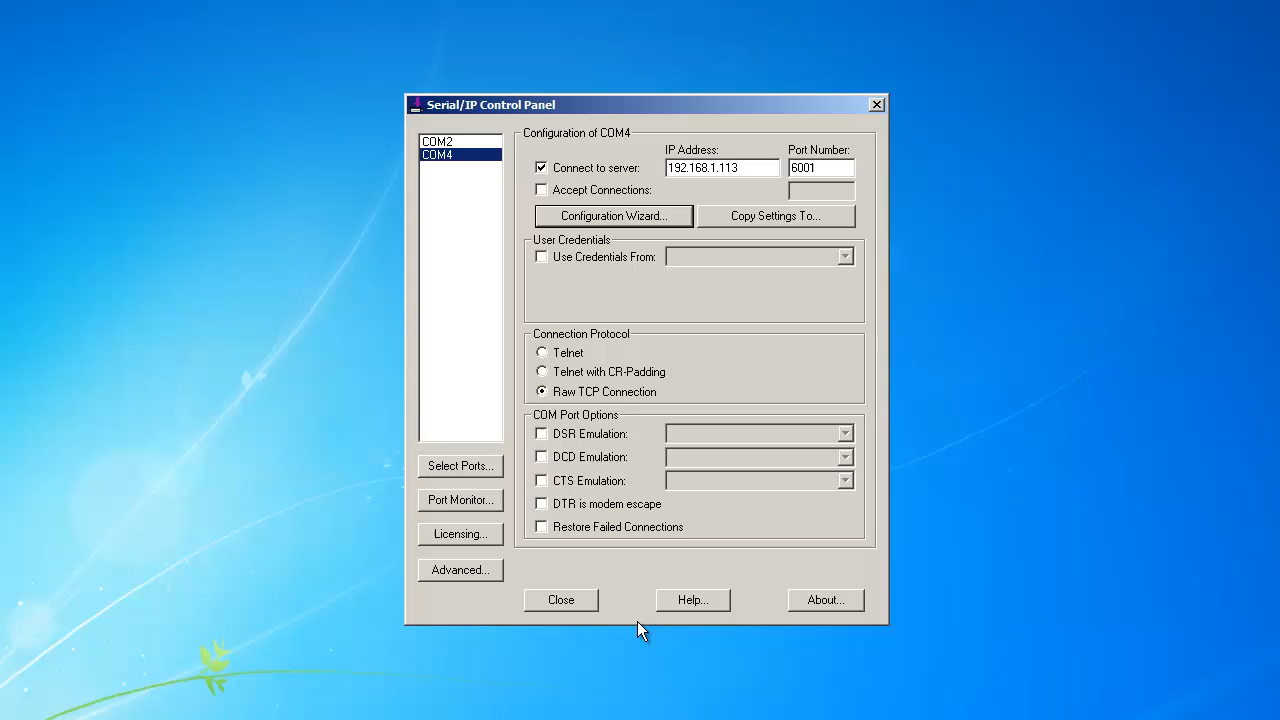 Serial/IP Control Panel
COM2
COM4
Configuration of COM4
IP Address: Port Number:
Connect to server: 192.168.1.113 6001
Accept Connections:
Configuration Wizard... Copy Settings To...
User Credentials
Use Credentials From:
Connection Protocol
Telnet
Telnet with CR-Padding
Raw TCP Connection
COM Port Options
DSR Emulation:
DCD Emulation:
CTS Emulation:
DTR is modem escape
Restore Failed Connections
Select Ports...
Port Monitor...
Licensing...
Advanced...
Close Help... About...